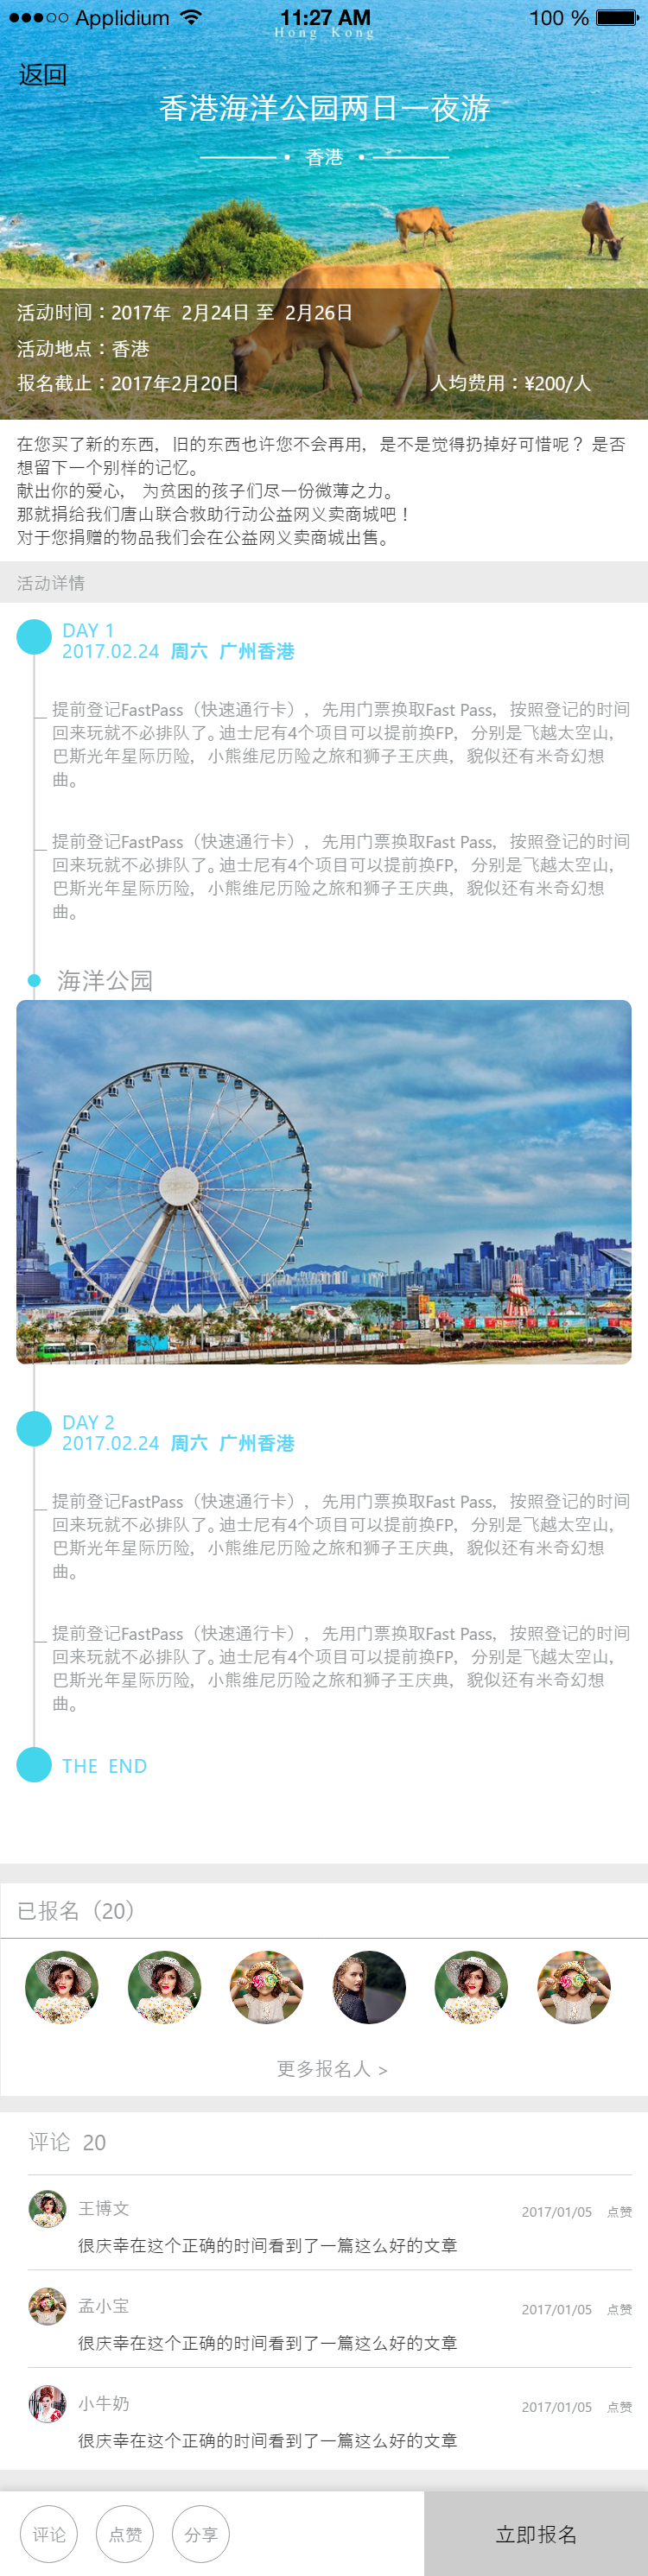 ●●●○○ Applidium 11:27 AM 100 %
Hong Kong
返回
香港海洋公园两日一夜游
香港
活动时间：2017年 2月24日 至 2月26日
活动地点：香港
报名截止：2017年2月20日 人均费用：¥200/人
在您买了新的东西，旧的东西也许您不会再用，是不是觉得扔掉好可惜呢？是否
想留下一个别样的记忆。
献出你的爱心， 为贫困的孩子们尽一份微薄之力。
那就捐给我们唐山联合救助行动公益网义卖商城吧！
对于您捐赠的物品我们会在公益网义卖商城出售。
活动详情
DAY 1
2017.02.24 周六 广州香港
提前登记FastPass（快速通行卡），先用门票换取Fast Pass，按照登记的时间
回来玩就不必排队了。迪士尼有4个项目可以提前换FP，分别是飞越太空山，
巴斯光年星际历险，小熊维尼历险之旅和狮子王庆典，貌似还有米奇幻想
曲。
提前登记FastPass（快速通行卡），先用门票换取Fast Pass，按照登记的时间
回来玩就不必排队了。迪士尼有4个项目可以提前换FP，分别是飞越太空山，
巴斯光年星际历险，小熊维尼历险之旅和狮子王庆典，貌似还有米奇幻想
曲。
海洋公园
DAY 2
2017.02.24 周六 广州香港
提前登记FastPass（快速通行卡），先用门票换取Fast Pass，按照登记的时间
回来玩就不必排队了。迪士尼有4个项目可以提前换FP，分别是飞越太空山，
巴斯光年星际历险，小熊维尼历险之旅和狮子王庆典，貌似还有米奇幻想
曲。
提前登记FastPass（快速通行卡），先用门票换取Fast Pass，按照登记的时间
回来玩就不必排队了。迪士尼有4个项目可以提前换FP，分别是飞越太空山，
巴斯光年星际历险，小熊维尼历险之旅和狮子王庆典，貌似还有米奇幻想
曲。
THE END
已报名（20）
更多报名人 >
评论 20
王博文 2017/01/05 点赞
很庆幸在这个正确的时间看到了一篇这么好的文章
孟小宝 2017/01/05 点赞
很庆幸在这个正确的时间看到了一篇这么好的文章
小牛奶 2017/01/05 点赞
很庆幸在这个正确的时间看到了一篇这么好的文章
评论 点赞 分享 立即报名